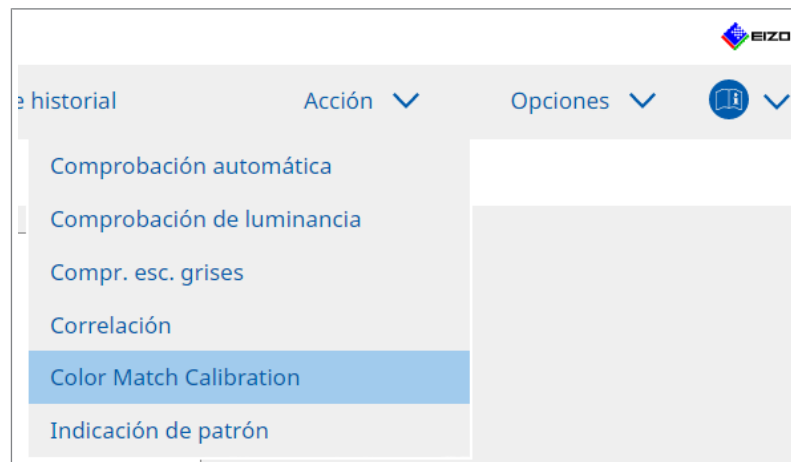 EIZO
e historial Acción Opciones
Comprobación automática
Comprobación de luminancia
Compr. esc. grises
Correlación
Color Match Calibration
Indicación de patrón